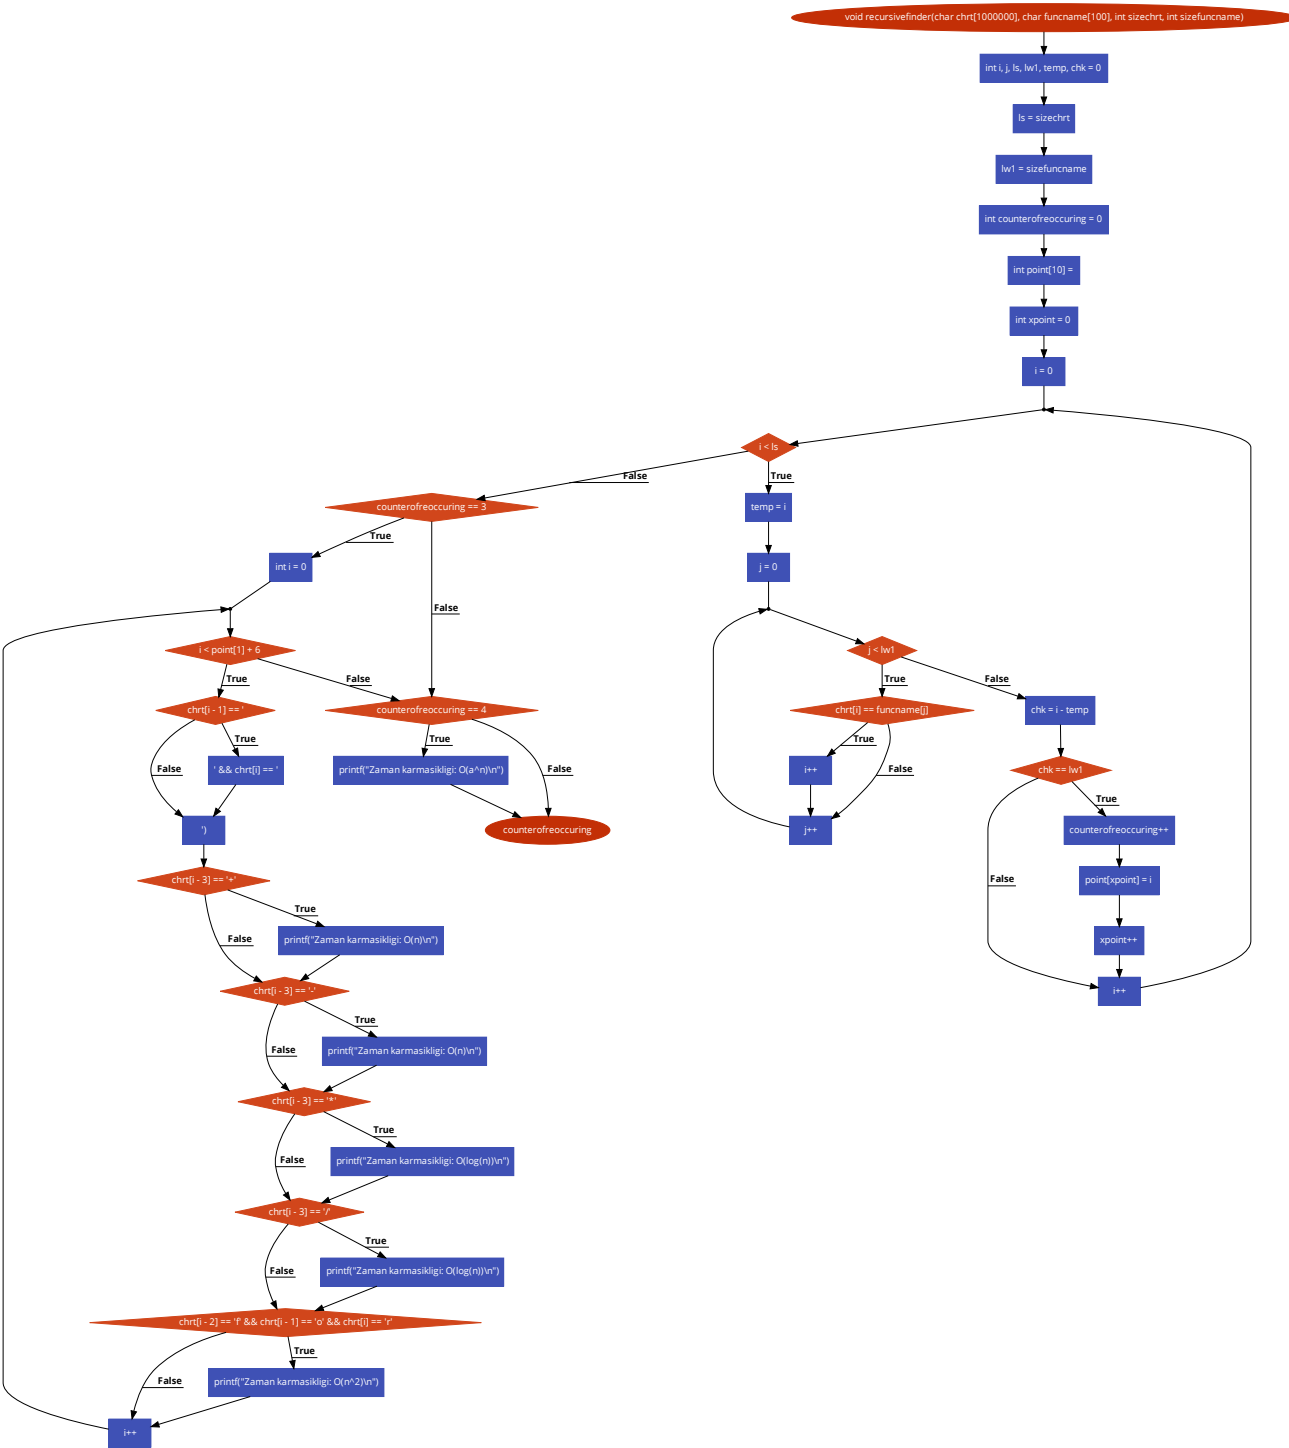 void recursivefinder(char chrt[1000000], char funcname[100], int sizechrt, int sizefuncname)
int i, j, ls, lw1, temp, chk = 0
ls = sizechrt
lw1 = sizefuncname
int counterofreoccuring = 0
int point[10] =
int xpoint = 0
i = 0
i < ls
False
True
counterofreoccuring == 3
temp = i
True
int i = 0
j = 0
False
i < point[1] + 6
j < lw1
True
False
True
False
chrt[i - 1] == '
counterofreoccuring == 4
chrt[i] == funcname[j]
chk = i - temp
True
True
True
False
' && chrt[i] == '
printf("Zaman karmasikligi: O(a^n)\n")
False
i++
False
chk == lw1
True
')
counterofreoccuring
j++
counterofreoccuring++
chrt[i - 3] == '+'
False
point[xpoint] = i
True
False
printf("Zaman karmasikligi: O(n)\n")
xpoint++
chrt[i - 3] == '-'
i++
True
False
printf("Zaman karmasikligi: O(n)\n")
chrt[i - 3] == '*'
True
False
printf("Zaman karmasikligi: O(log(n))\n")
chrt[i - 3] == '/'
True
False
printf("Zaman karmasikligi: O(log(n))\n")
chrt[i - 2] == 'f' && chrt[i - 1] == 'o' && chrt[i] == 'r'
True
False
printf("Zaman karmasikligi: O(n^2)\n")
i++